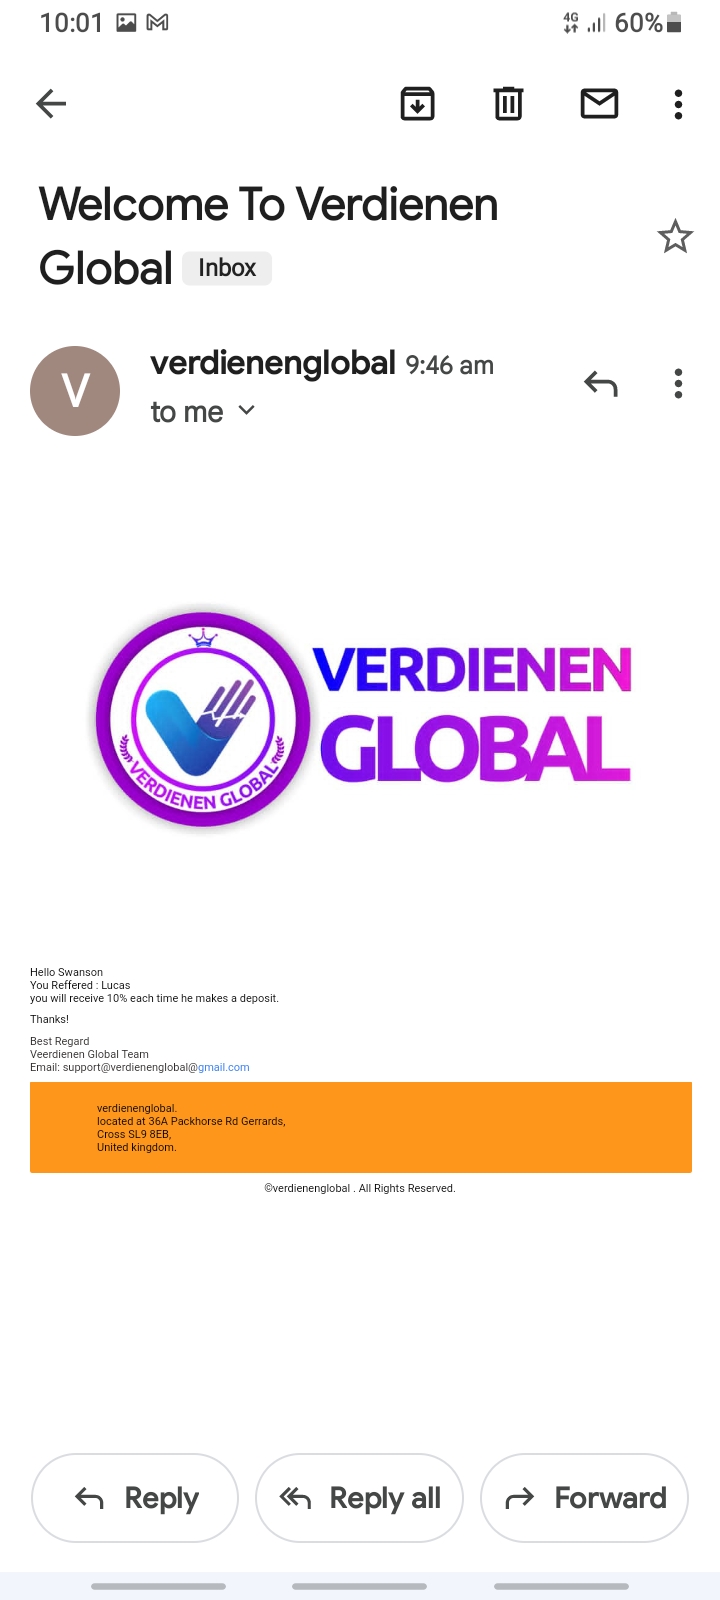 10:01 4G 60%
Welcome To Verdienen
Global Inbox
V
verdienenglobal 9:46 am
to me
VERDIENEN GLOBAL
VERDIENEN
GLOBAL
Hello Swanson
You Reffered : Lucas
you will receive 10% each time he makes a deposit.
Thanks!
Best Regard
Veerdienen Global Team
Email: support@verdienenglobal@gmail.com
verdienenglobal.
located at 36A Packhorse Rd Gerrards,
Cross SL9 8EB,
United kingdom.
©verdienenglobal . All Rights Reserved.
Reply
Reply all
Forward